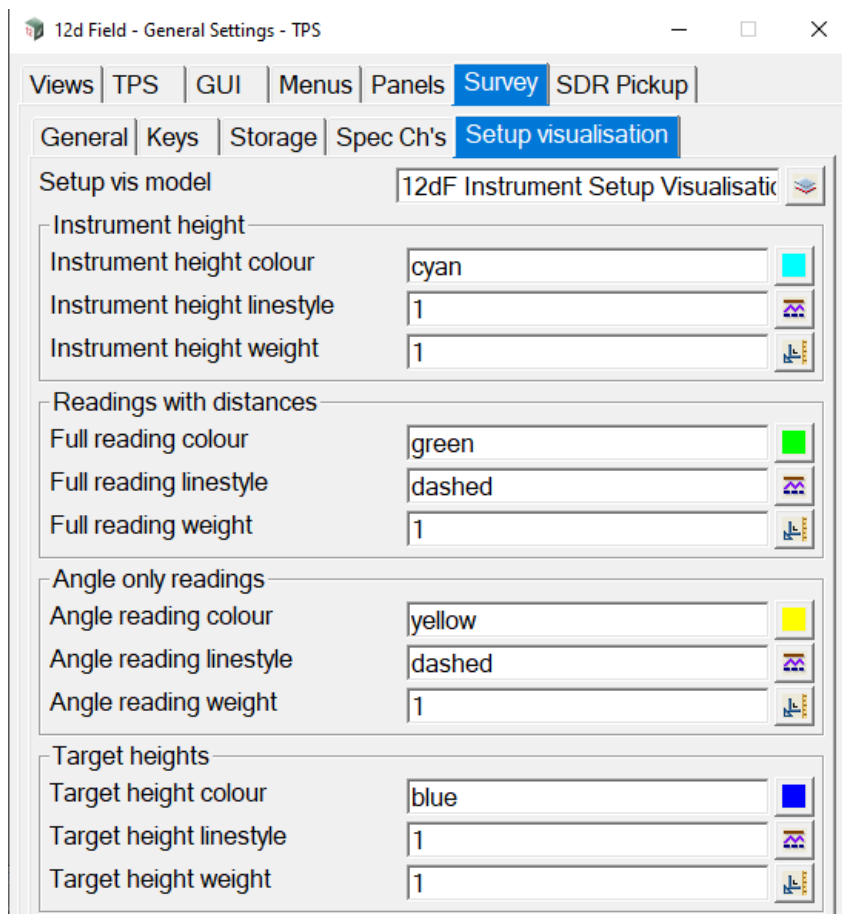 12d Field - General Settings - TPS
Views TPS GUI Menus Panels Survey SDR Pickup
General Keys Storage Spec Ch's Setup visualisation
Setup vis model 12dF Instrument Setup Visualisatic
Instrument height
Instrument height colour cyan
Instrument height linestyle 1
Instrument height weight 1
Readings with distances
Full reading colour green
Full reading linestyle dashed
Full reading weight 1
Angle only readings
Angle reading colour yellow
Angle reading linestyle dashed
Angle reading weight 1
Target heights
Target height colour blue
Target height linestyle 1
Target height weight 1